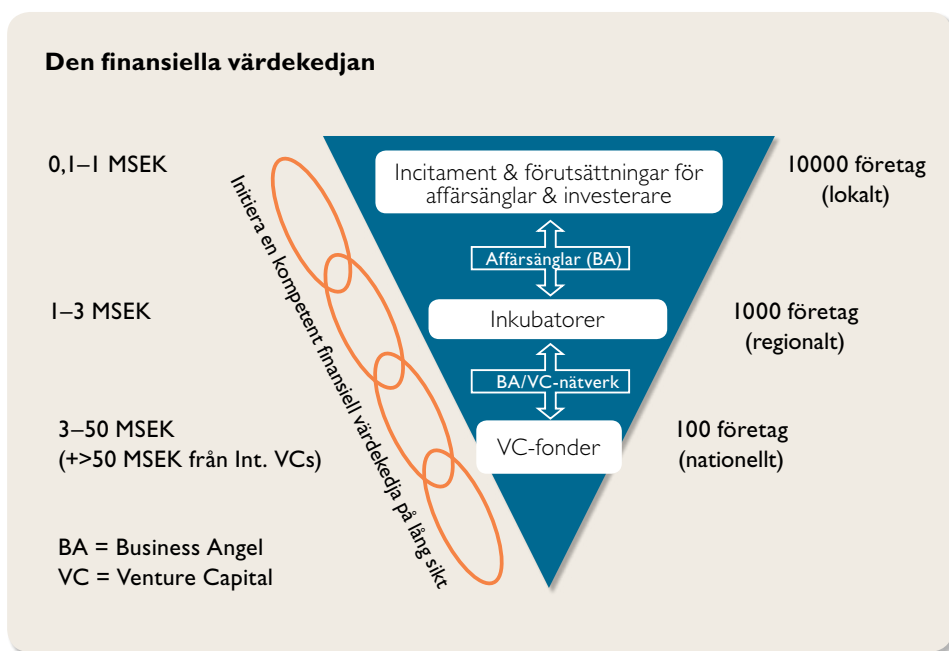 Den finansiella värdekedjan
0,1–1 MSEK
Incitament & förutsättningar för
affärsänglar & investerare
10000 företag
(lokalt)
Affärsänglar (BA)
1–3 MSEK
Inkubatorer
1000 företag
(regionalt)
BA/VC-nätverk
3–50 MSEK
(+>50 MSEK från Int. VCs)
VC-fonder
100 företag
(nationellt)
Initiera en kompetent finansiell värdekedja på lång sikt
BA = Business Angel
VC = Venture Capital